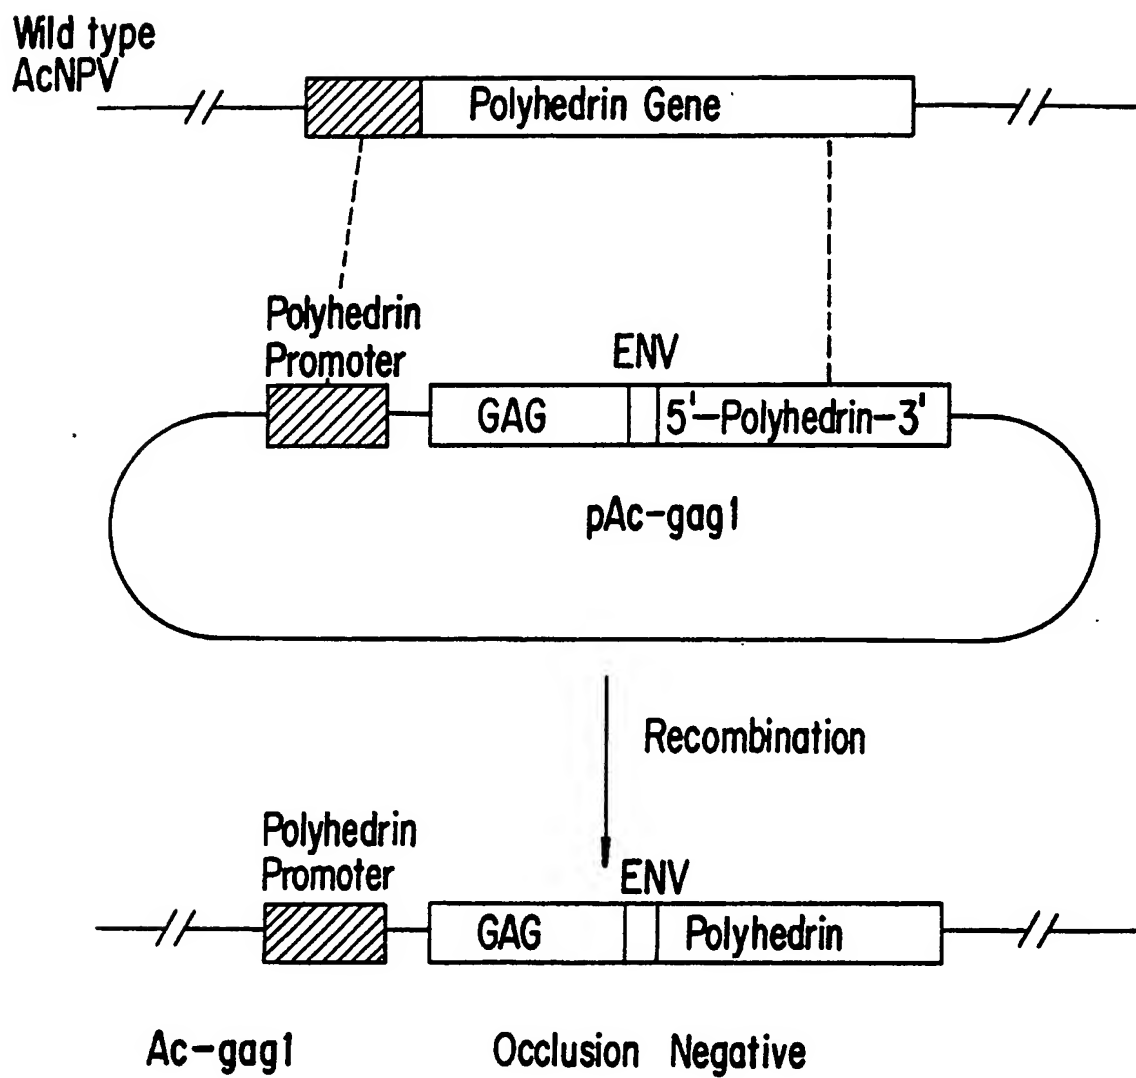 Wild type
AcNPV
Polyhedrin Gene
Polyhedrin
Promoter
ENV
GAG
5'-Polyhedrin-3'
pAc-gag1
Recombination
Polyhedrin
Promoter
ENV
GAG
Polyhedrin
Ac-gag1
Occlusion Negative